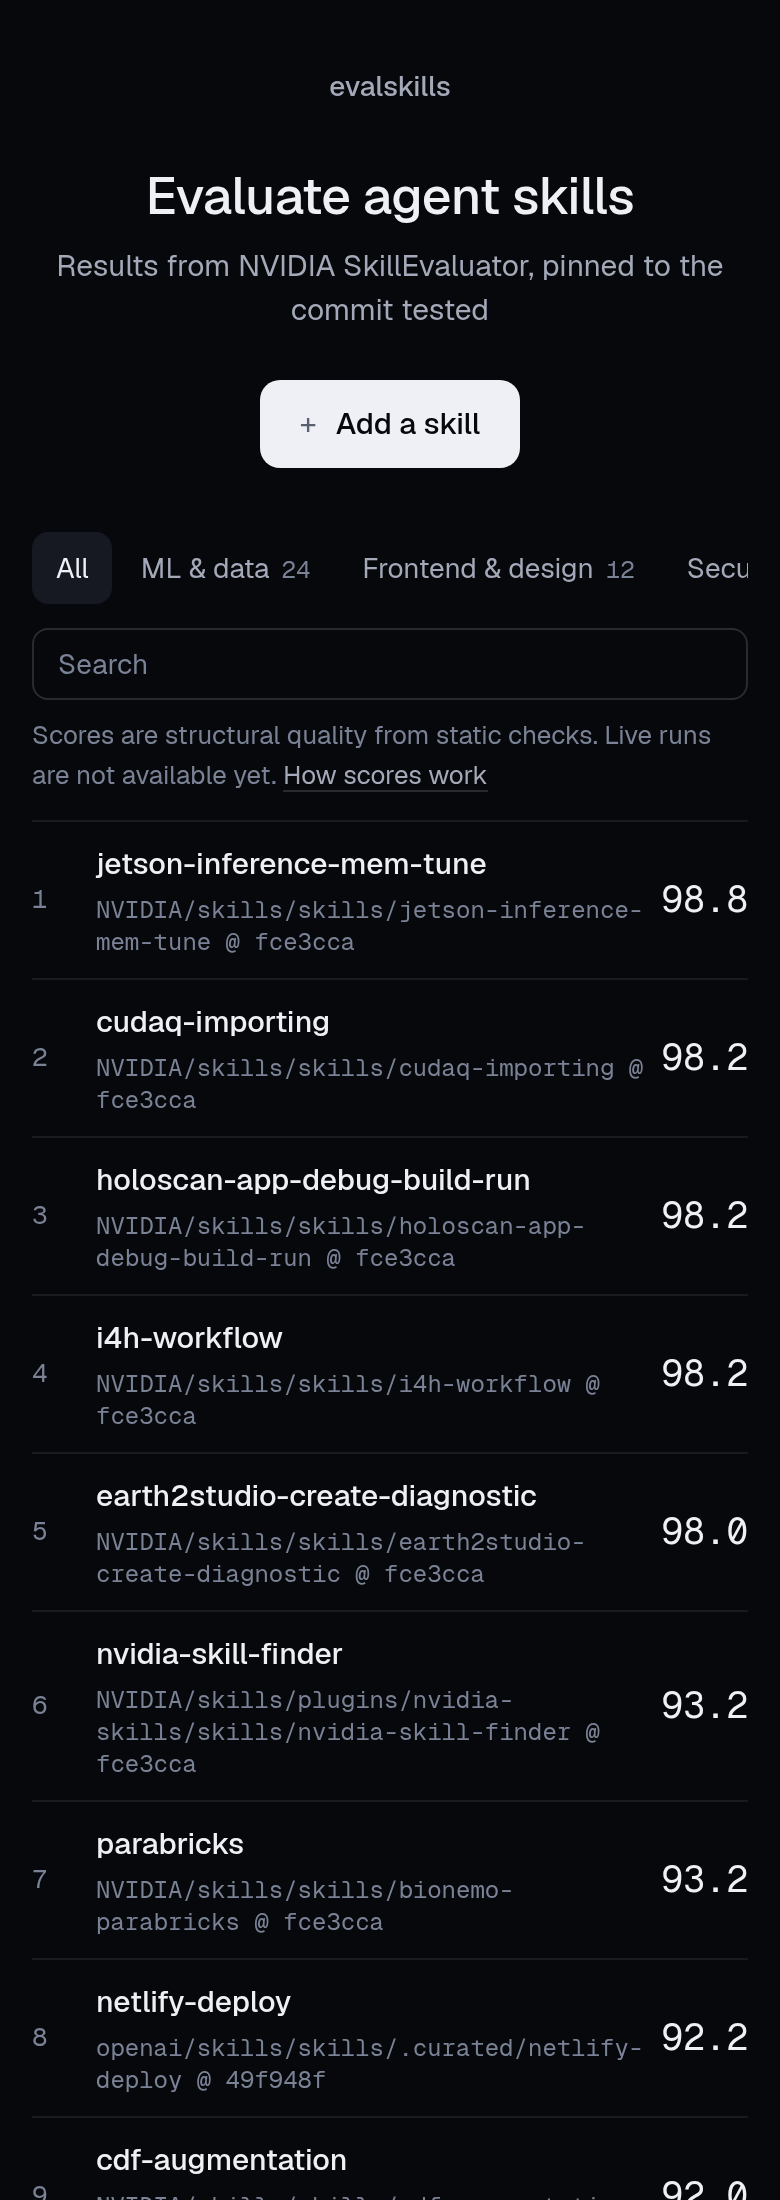 evalskills
Evaluate agent skills
Results from NVIDIA SkillEvaluator, pinned to the
commit tested
+ Add a skill
All ML & data 24 Frontend & design 12 Secu
Search
Scores are structural quality from static checks. Live runs
are not available yet. How scores work
1
jetson-inference-mem-tune
NVIDIA/skills/skills/jetson-inference-
mem-tune @ fce3cca
98.8
2
cudaq-importing
NVIDIA/skills/skills/cudaq-importing @
fce3cca
98.2
3
holoscan-app-debug-build-run
NVIDIA/skills/skills/holoscan-app-
debug-build-run @ fce3cca
98.2
4
i4h-workflow
NVIDIA/skills/skills/i4h-workflow @
fce3cca
98.2
5
earth2studio-create-diagnostic
NVIDIA/skills/skills/earth2studio-
create-diagnostic @ fce3cca
98.0
6
nvidia-skill-finder
NVIDIA/skills/plugins/nvidia-
skills/skills/nvidia-skill-finder @
fce3cca
93.2
7
parabricks
NVIDIA/skills/skills/bionemo-
parabricks @ fce3cca
93.2
8
netlify-deploy
openai/skills/skills/.curated/netlify-
deploy @ 49f948f
92.2
9
cdf-augmentation
92.0